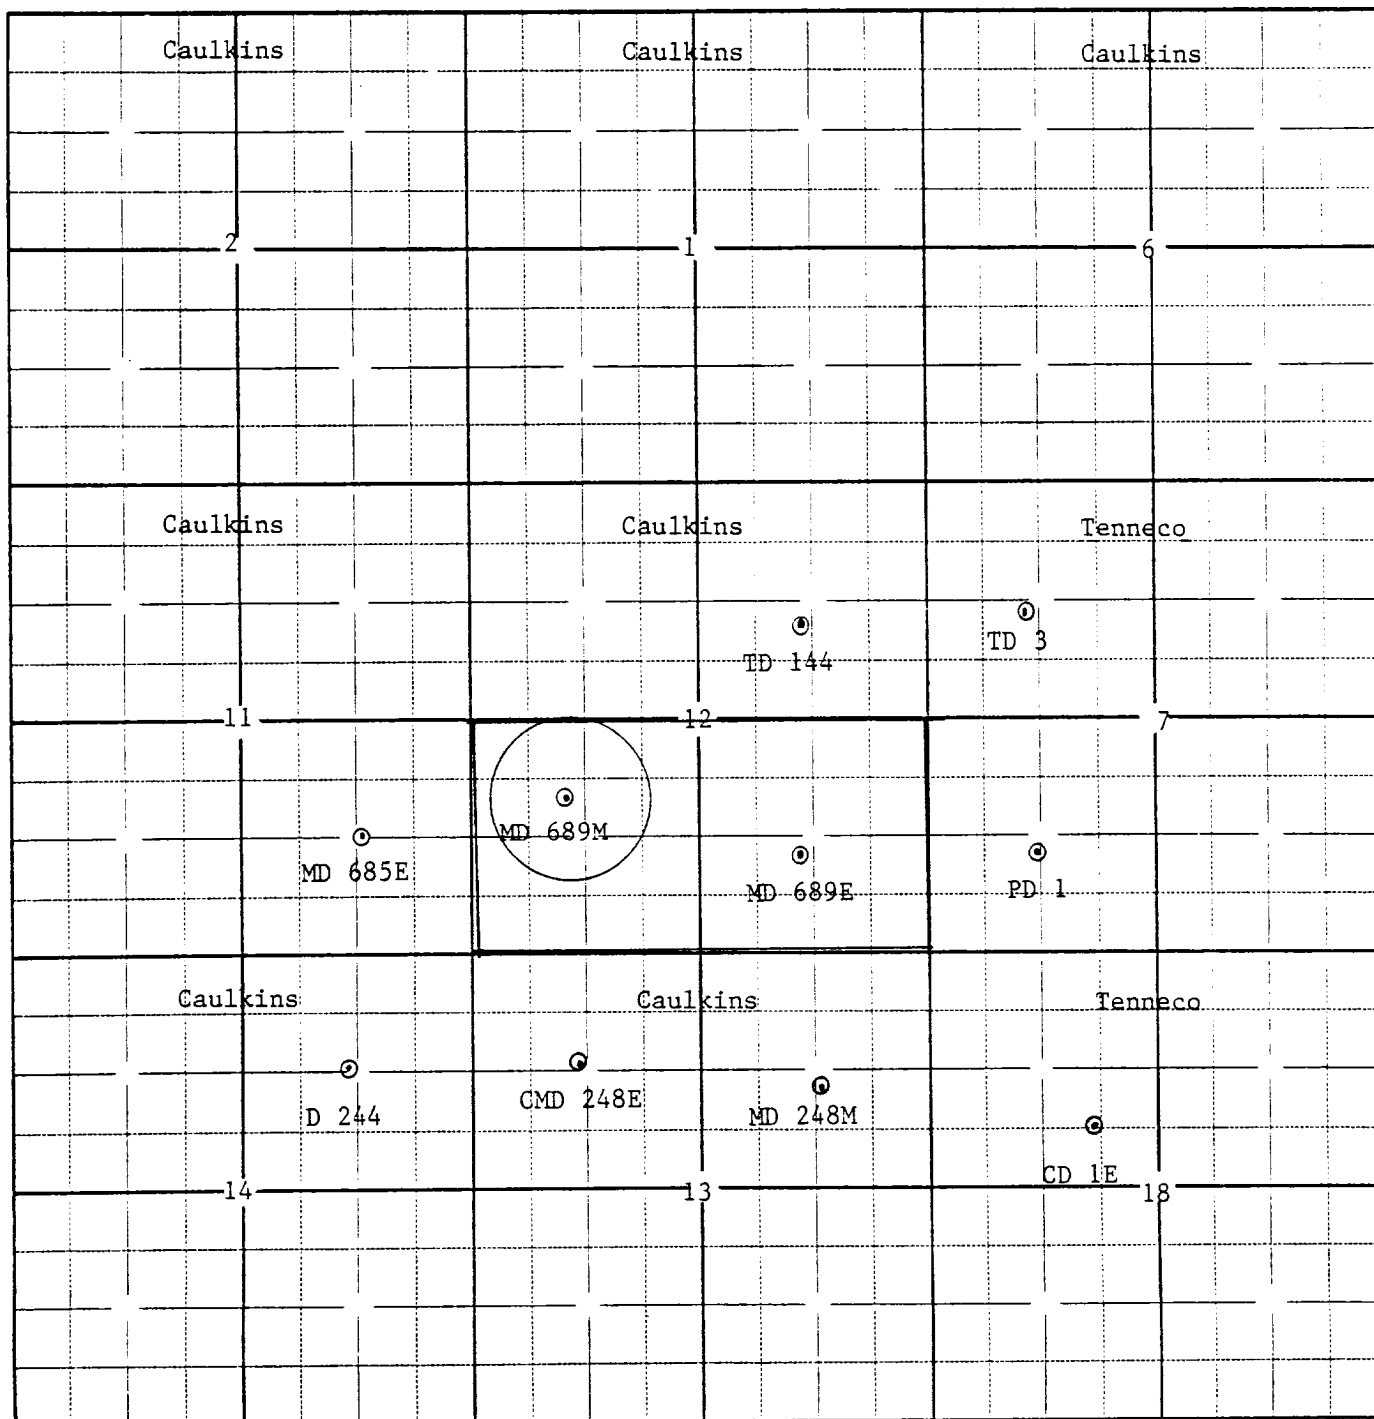 Caulkins Caulkins Caulkins
2 1 6
Caulkins Caulkins Tenneco
TD 144 TD 3
11 12 7
MD 689M
MD 685E MD 689E PD 1
Caulkins Caulkins Tenneco
D 244 CMD 248E MD 248M
CD 1E
14 13 18